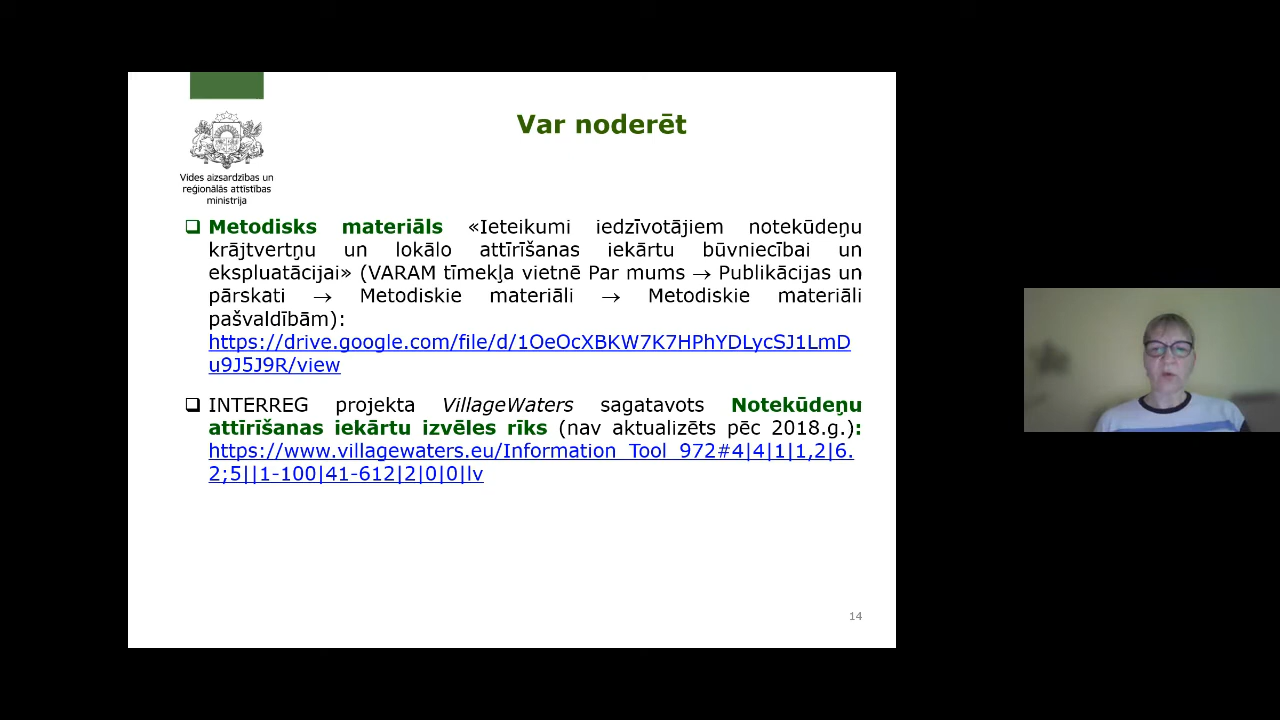 Var noderēt
Vides aizsardzības un
reģionālās attīstības
ministrija
❑ Metodisks materiāls «Ieteikumi iedzīvotājiem notekūdeņu
krājtvertņu un lokālo attīrīšanas iekārtu būvniecībai un
ekspluatācijai» (VARAM tīmekļa vietnē Par mums → Publikācijas un
pārskati → Metodiskie materiāli → Metodiskie materiāli
pašvaldībām):
https://drive.google.com/file/d/1OeOcXBKW7K7HPhYDLycSJ1LmD
u9J5J9R/view
❑ INTERREG projekta VillageWaters sagatavots Notekūdeņu
attīrīšanas iekārtu izvēles rīks (nav aktualizēts pēc 2018.g.):
https://www.villagewaters.eu/Information_Tool_972#4|4|1|1,2|6.
2;5||1-100|41-612|2|0|0|lv
14